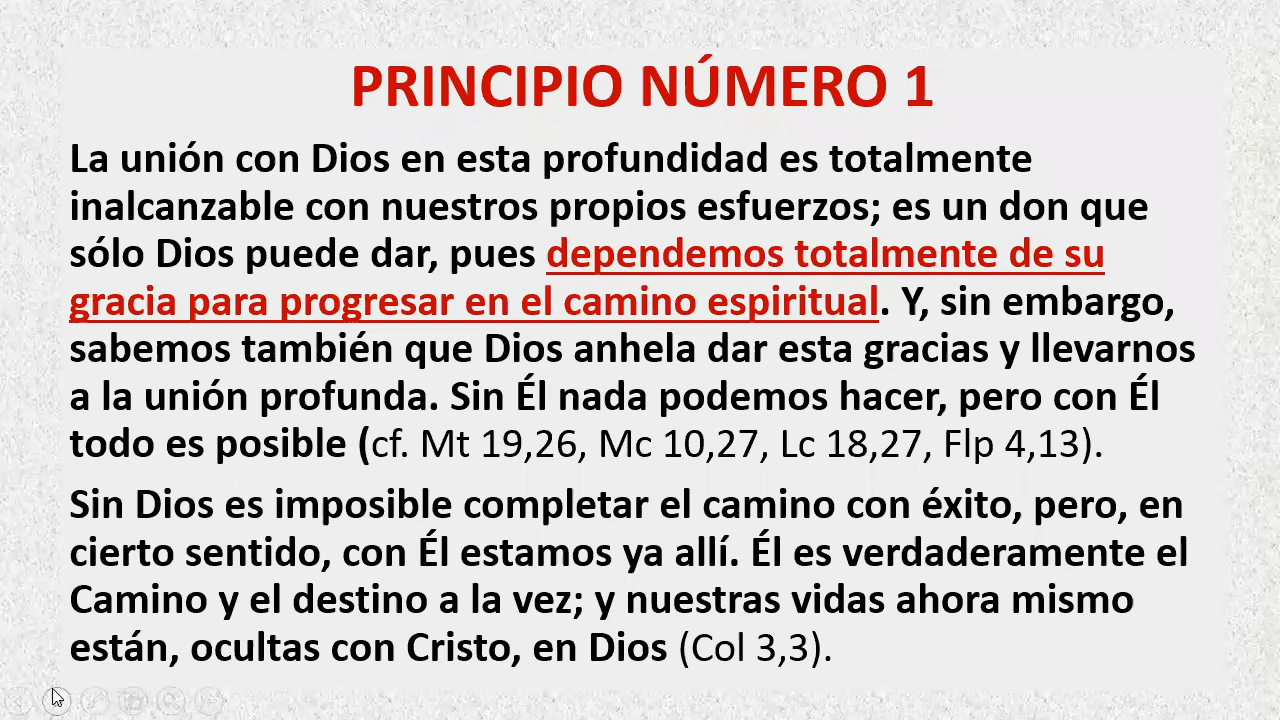 PRINCIPIO NÚMERO 1
La unión con Dios en esta profundidad es totalmente
inalcanzable con nuestros propios esfuerzos; es un don que
sólo Dios puede dar, pues dependemos totalmente de su
gracia para progresar en el camino espiritual. Y, sin embargo,
sabemos también que Dios anhela dar esta gracias y llevarnos
a la unión profunda. Sin Él nada podemos hacer, pero con Él
todo es posible (cf. Mt 19,26, Mc 10,27, Lc 18,27, Flp 4,13).
Sin Dios es imposible completar el camino con éxito, pero, en
cierto sentido, con Él estamos ya allí. Él es verdaderamente el
Camino y el destino a la vez; y nuestras vidas ahora mismo
están, ocultas con Cristo, en Dios (Col 3,3).